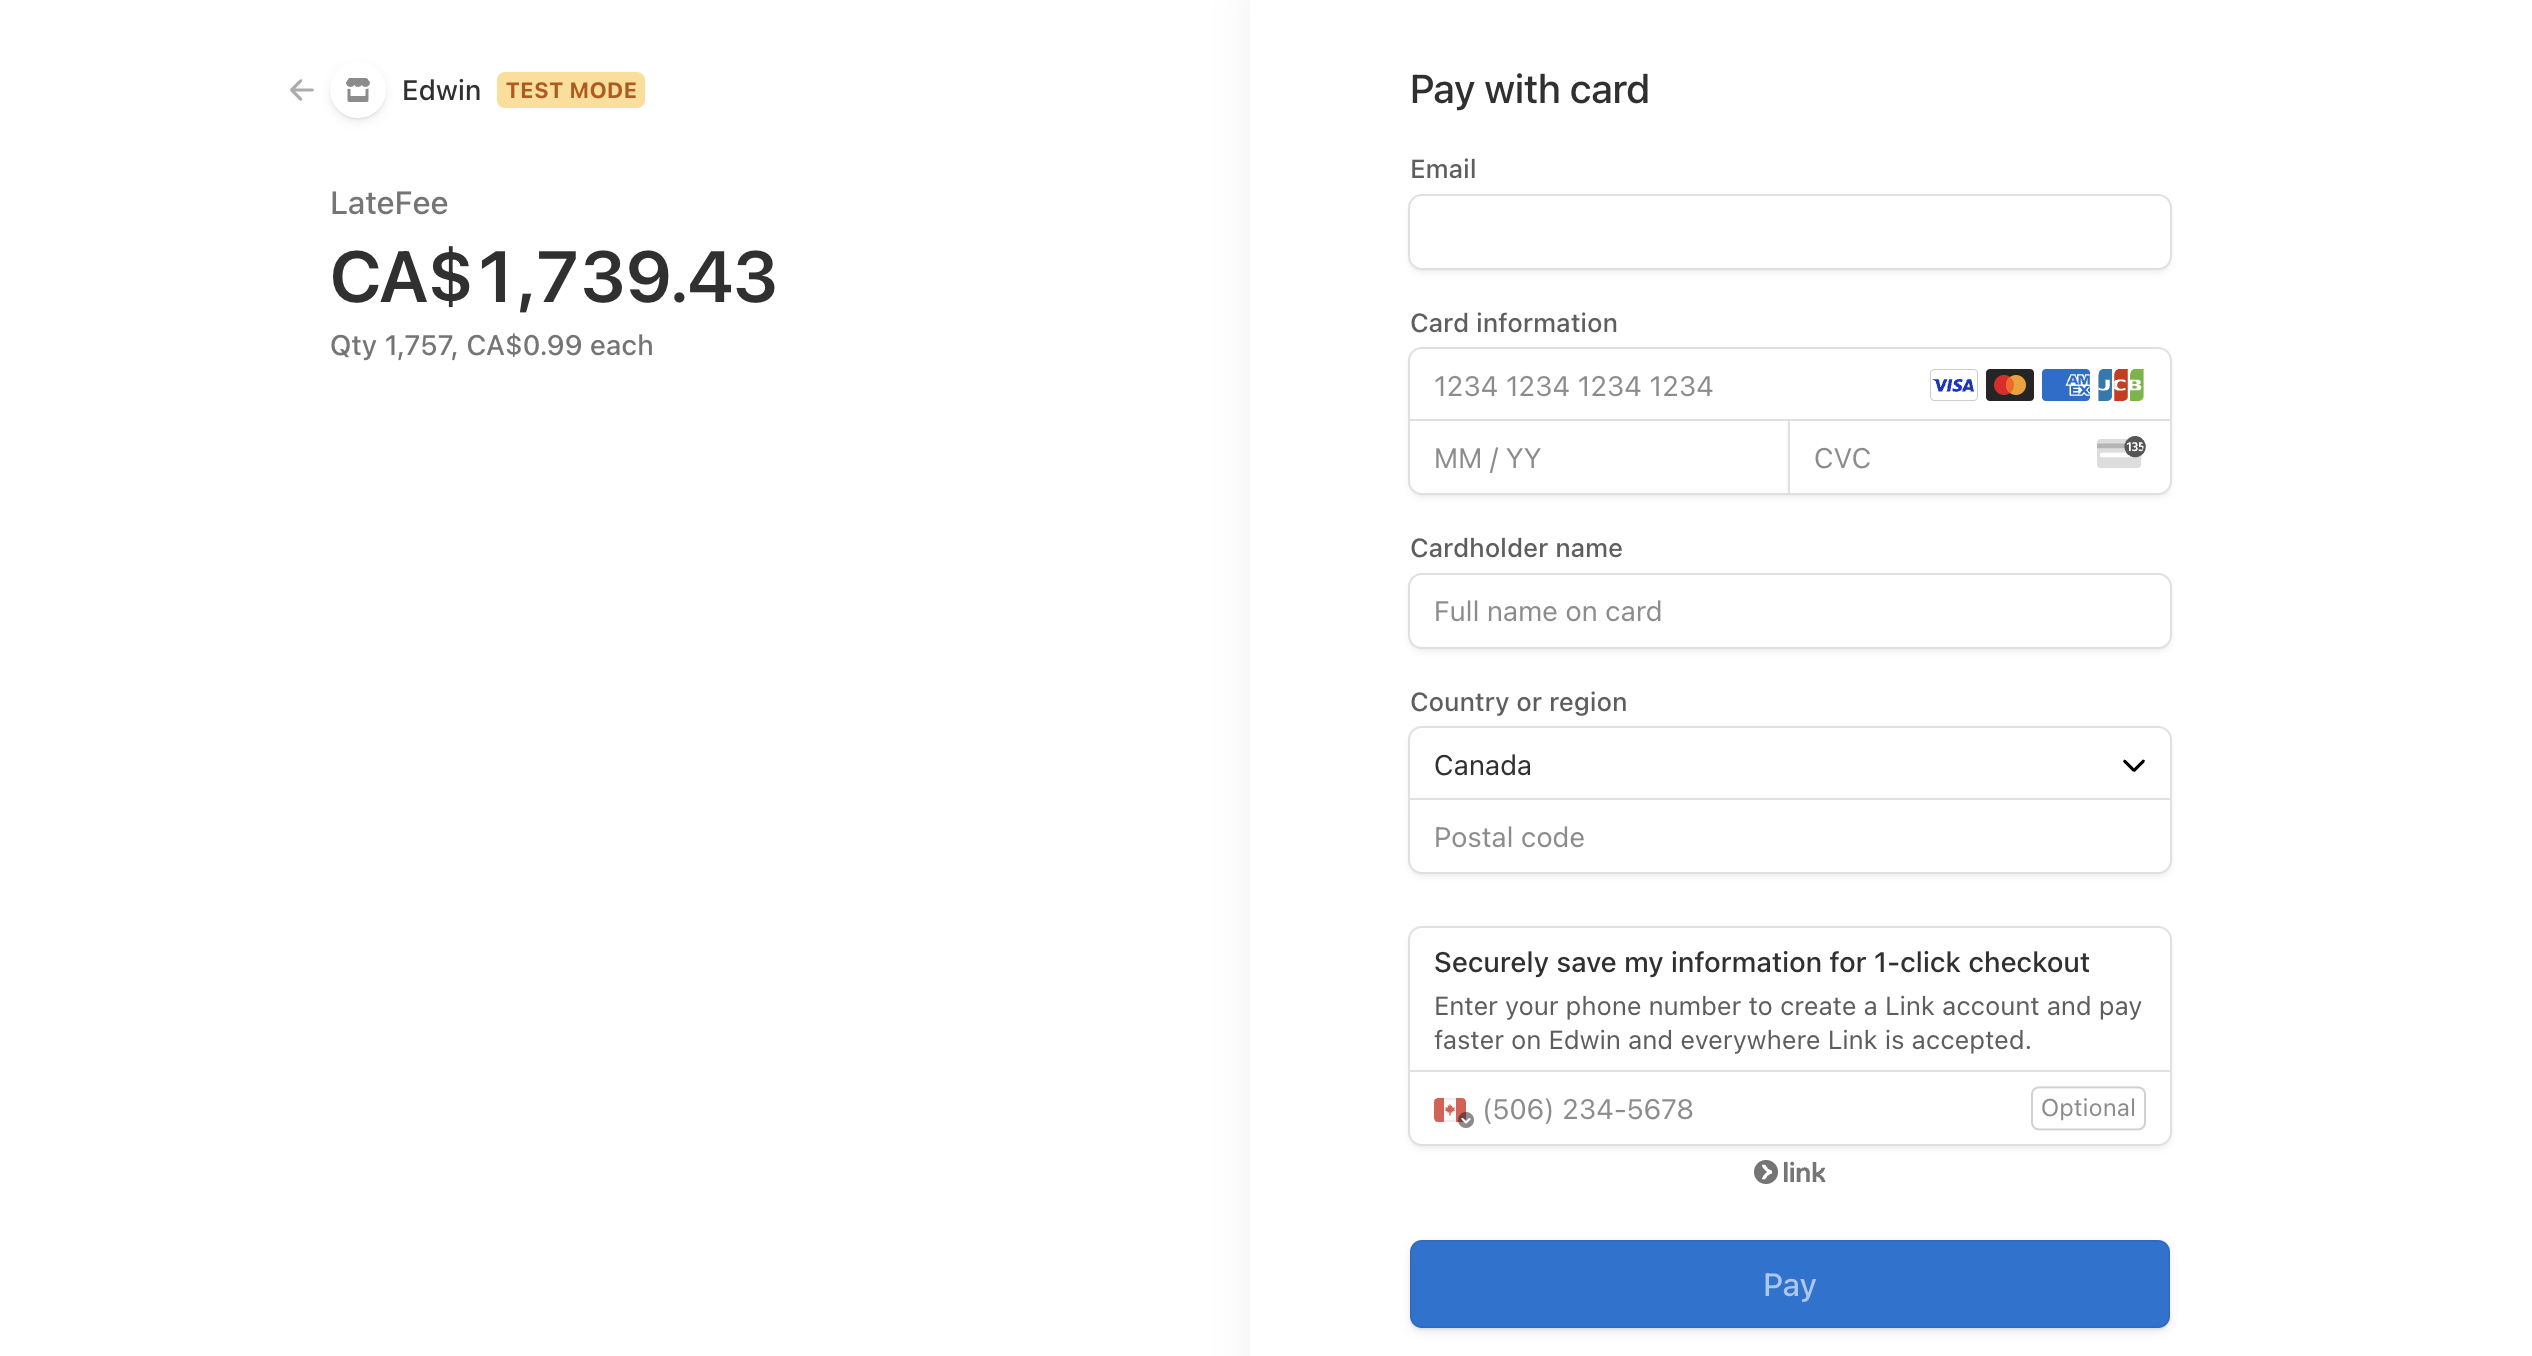 Edwin TEST MODE
LateFee
CA$1,739.43
Qty 1,757, CA$0.99 each
Pay with card
Email
Card information
1234 1234 1234 1234 VISA AMEX JCB
MM / YY CVC 135
Cardholder name
Full name on card
Country or region
Canada
Postal code
Securely save my information for 1-click checkout
Enter your phone number to create a Link account and pay
faster on Edwin and everywhere Link is accepted.
(506) 234-5678 Optional
link
Pay